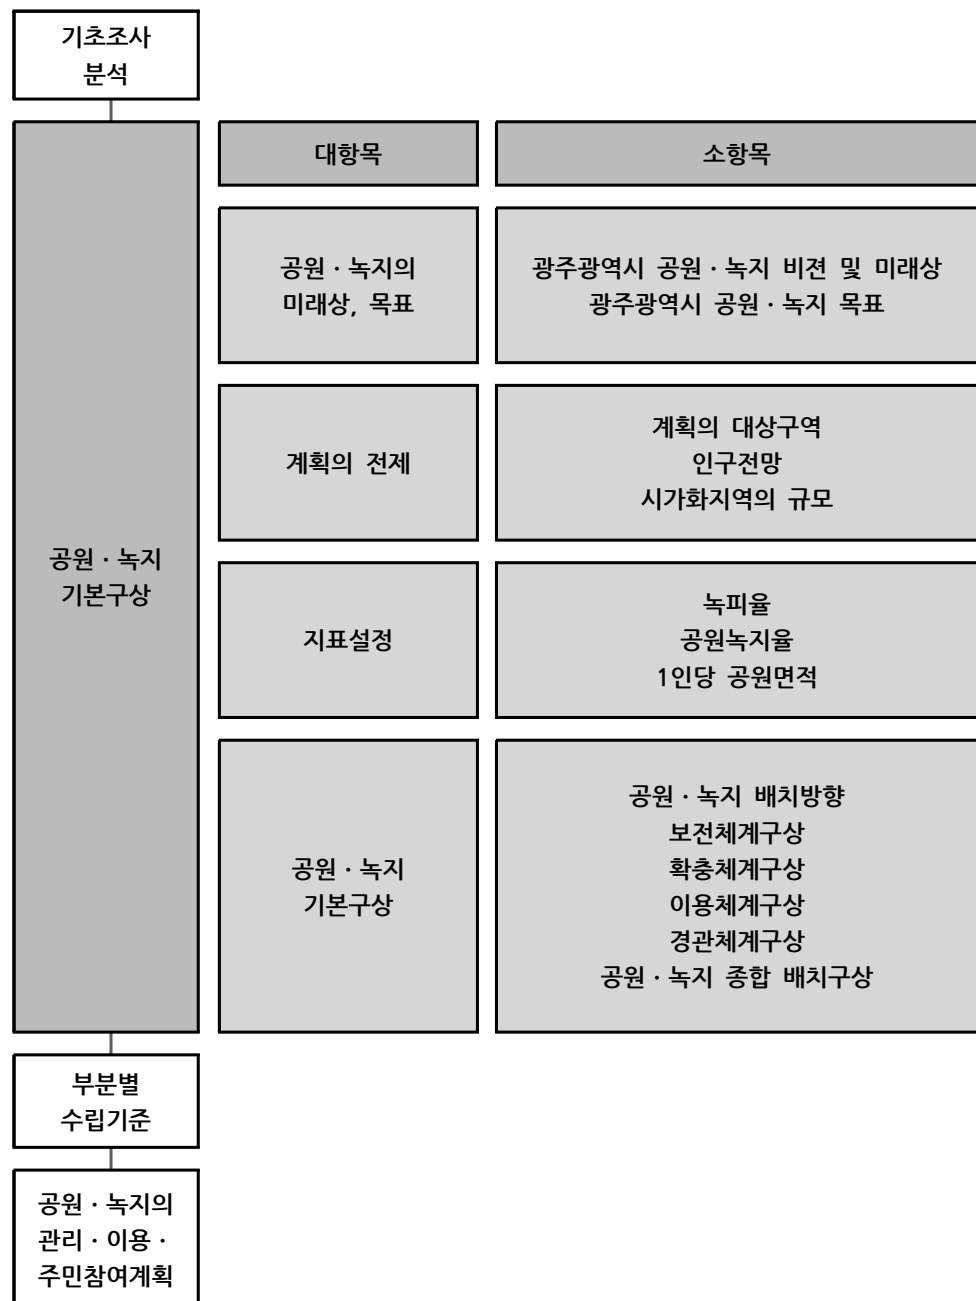 기초조사
분석
대항목
소항목
공원·녹지의
미래상, 목표
광주광역시 공원·녹지 비젼 및 미래상
광주광역시 공원·녹지 목표
계획의 전제
계획의 대상구역
인구전망
시가화지역의 규모
공원·녹지
기본구상
지표설정
녹피율
공원녹지율
1인당 공원면적
공원·녹지
기본구상
공원·녹지 배치방향
보전체계구상
확충체계구상
이용체계구상
경관체계구상
공원·녹지 종합 배치구상
부분별
수립기준
공원·녹지의
관리·이용·
주민참여계획